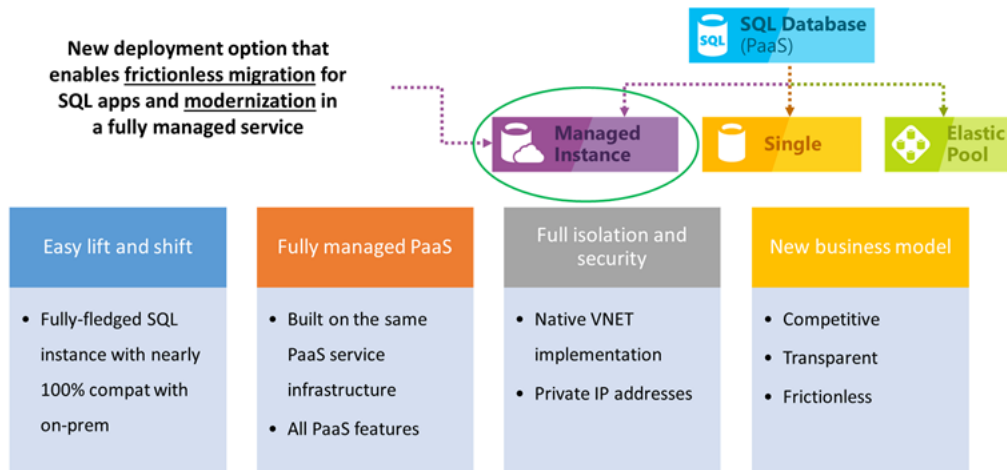 New deployment option that
enables frictionless migration for
SQL apps and modernization in
a fully managed service
SQL
SQL Database
(PaaS)
Managed
Instance
Single
Elastic
Pool
Easy lift and shift
• Fully-fledged SQL
instance with nearly
100% compat with
on-prem
Fully managed PaaS
• Built on the same
PaaS service
infrastructure
• All PaaS features
Full isolation and
security
• Native VNET
implementation
• Private IP addresses
New business model
• Competitive
• Transparent
• Frictionless